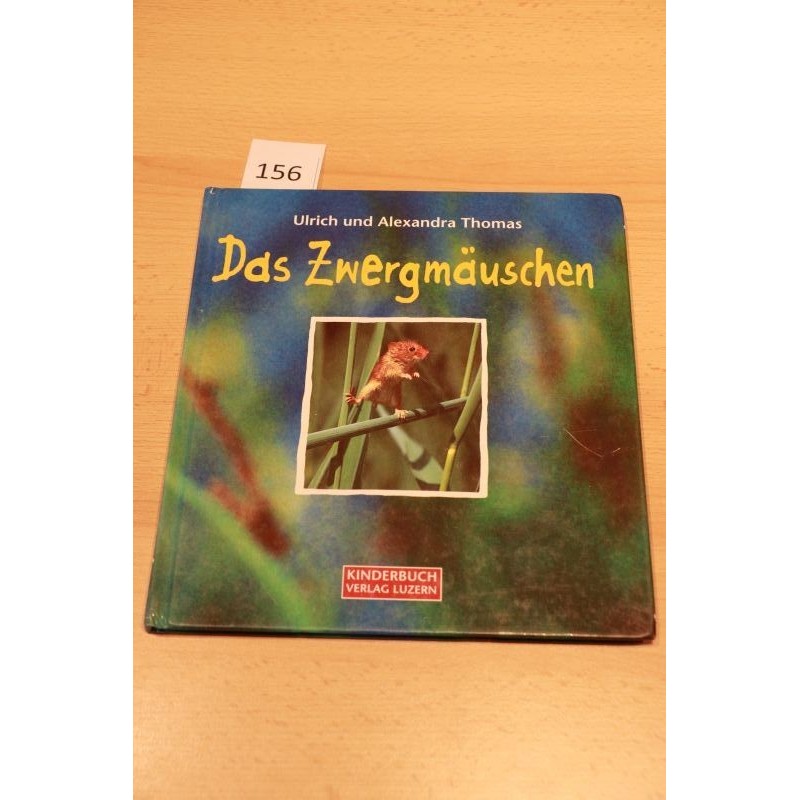 156
Ulrich und Alexandra Thomas
Das Zwergmäuschen
KINDERBUCH
VERLAG LUZERN